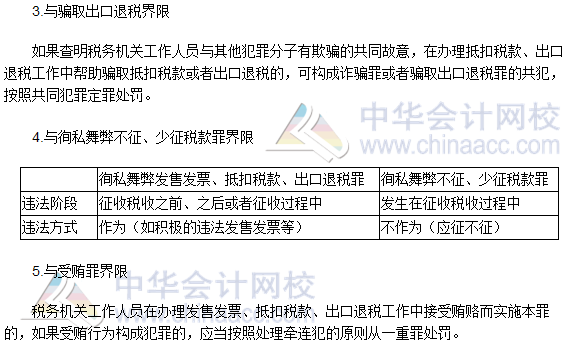 3.与骗取出口退税界限
如果查明税务机关工作人员与其他犯罪分子有欺骗的共同故意，在办理抵扣税款、出口
退税工作中帮助骗取抵扣税款或者出口退税的，可构成诈骗罪或者骗取出口退税罪的共犯，
按照共同犯罪定罪处罚。
中华会计网校
www.chinaacc.com
4.与徇私舞弊不征、少征税款罪界限
徇私舞弊发售发票、抵扣税款、出口退税罪 徇私舞弊不征、少征税款罪
违法阶段 征收税收之前、之后或者征收过程中 发生在征收税收过程中
违法方式 作为（如积极的违法发售发票等） 不作为（应征不征）
5.与受贿罪界限
中华会计网校
www.chinaacc.com
税务机关工作人员在办理发售发票、抵扣税款、出口退税工作中接受贿赂而实施本罪
的，如果受贿行为构成犯罪的，应当按照处理牵连犯的原则从一重罪处罚。